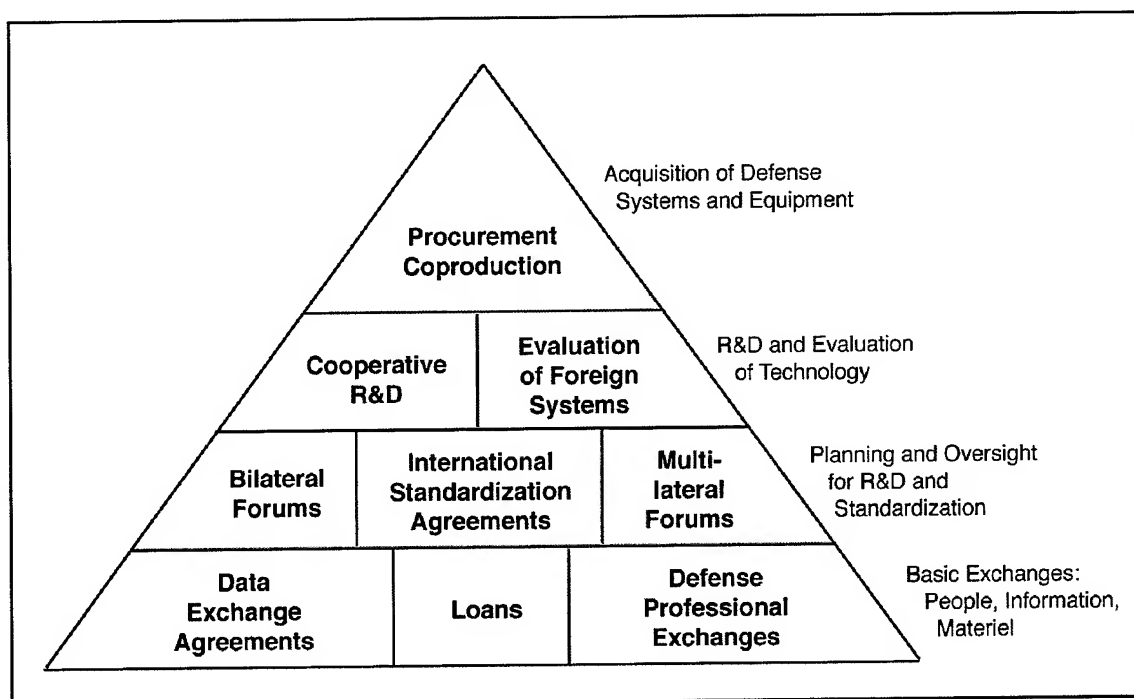 Acquisition of Defense
Systems and Equipment
Procurement
Coproduction
Cooperative
R&D
Evaluation
of Foreign
Systems
R&D and Evaluation
of Technology
Bilateral
Forums
International
Standardization
Agreements
Multi-
lateral
Forums
Planning and Oversight
for R&D and
Standardization
Data
Exchange
Agreements
Loans
Defense
Professional
Exchanges
Basic Exchanges:
People, Information,
Materiel